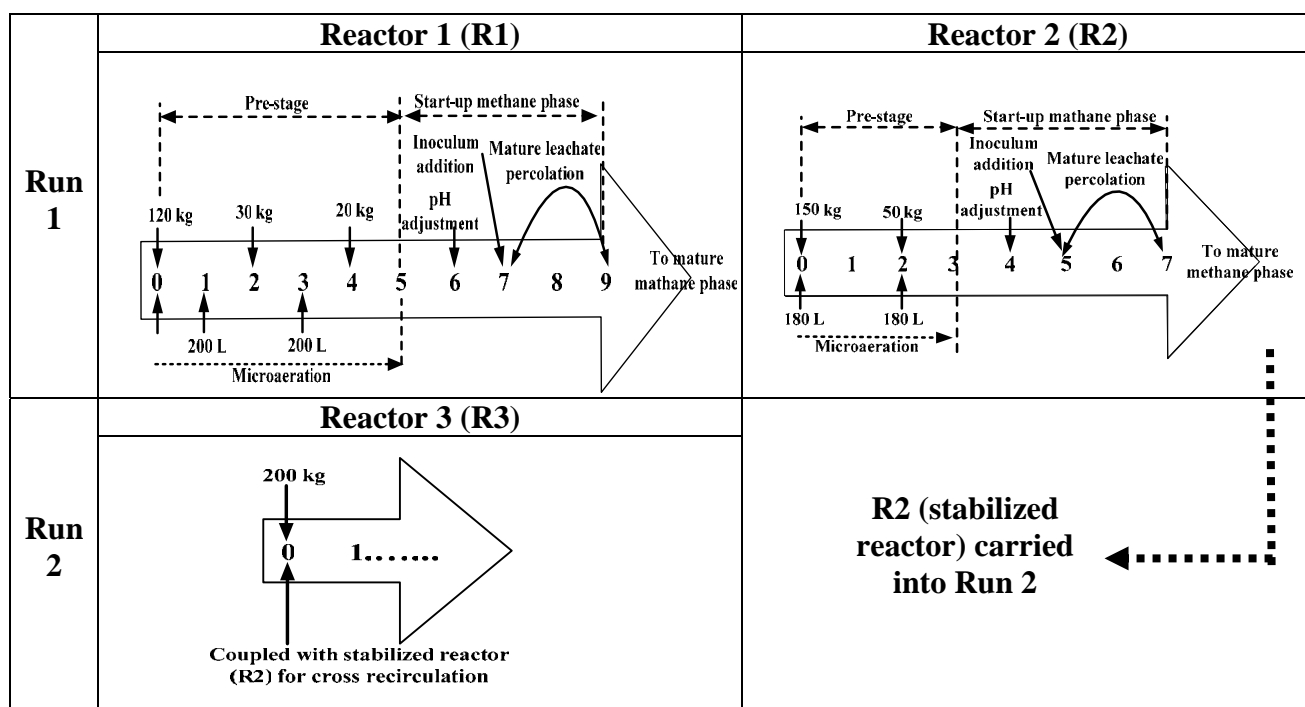 Reactor 1 (R1)
Reactor 2 (R2)
Run
1
Pre-stage
Start-up methane phase
Inoculum
addition
Mature leachate
percolation
120 kg
30 kg
20 kg
pH
adjustment
0 1 2 3 4 5 6 7 8 9
To mature
mathane phase
200 L
200 L
Microaeration
Pre-stage
Start-up mathane phase
Inoculum
addition
Mature leachate
percolation
150 kg
50 kg
pH
adjustment
0 1 2 3 4 5 6 7
To mature
methane phase
180 L
180 L
Microaeration
Reactor 3 (R3)
Run
2
200 kg
0 1.......
Coupled with stabilized reactor
(R2) for cross recirculation
R2 (stabilized
reactor) carried
into Run 2